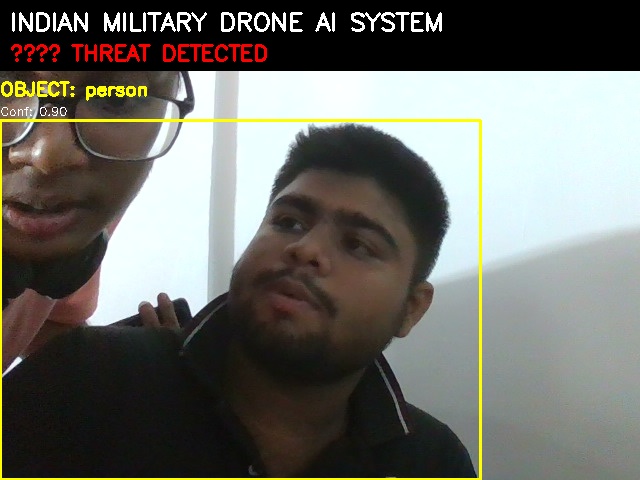 INDIAN MILITARY DRONE AI SYSTEM
???? THREAT DETECTED
OBJECT: person
Conf: 0.90